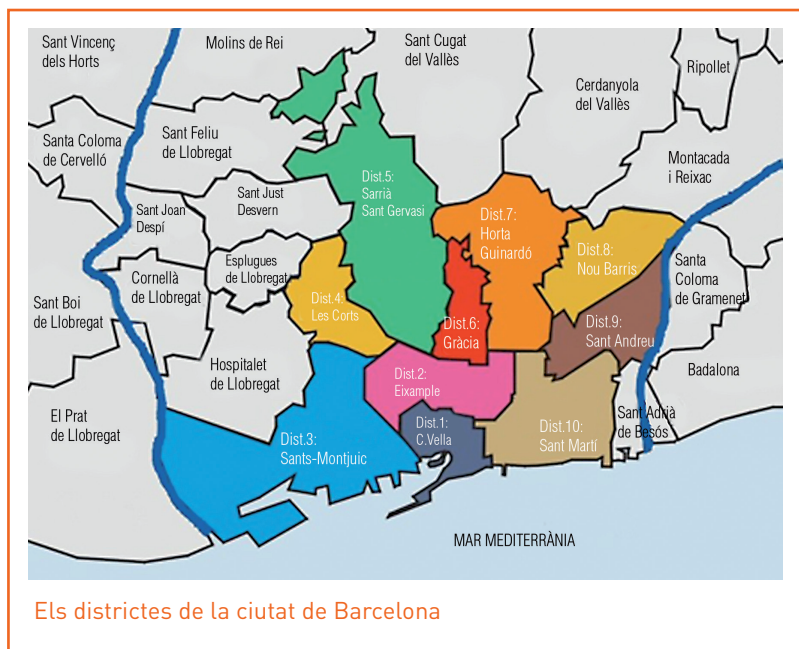 Sant Vincenç
dels Horts
Molins de Rei
Sant Cugat
del Vallès
Cerdanyola
del Vallès
Ripollet
Santa Coloma
de Cervelló
Sant Feliu
de Llobregat
Montacada
i Reixac
Dist.5:
Sarrià
Sant Gervasi
Sant Just
Desvern
Sant Joan
Despí
Dist.7:
Horta
Guinardó
Dist.8:
Nou Barris
Esplugues
de Llobregat
Cornellà
de Llobregat
Santa
Coloma
de Gramenet
Sant Boi
de Llobregat
Dist.4:
Les Corts
Dist.6:
Gràcia
Dist.9:
Sant Andreu
Hospitalet
de Llobregat
Dist.2:
Eixample
Badalona
El Prat
de Llobregat
Dist.1:
C.Vella
Dist.10:
Sant Martí
Sant Adrià
de Besós
Dist.3:
Sants-Montjuic
MAR MEDITERRÀNIA
Els districtes de la ciutat de Barcelona